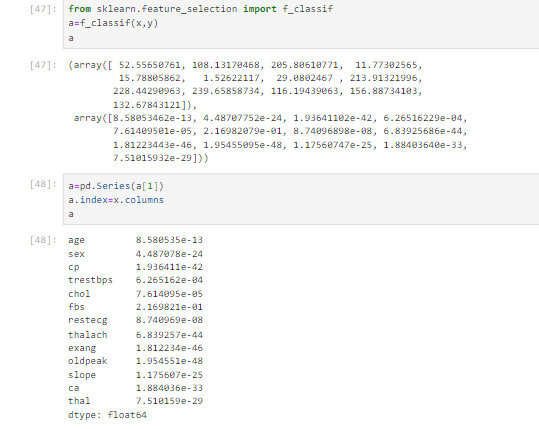 [47]: from sklearn.feature_selection import f_classif
a=f_classif(x,y)
a
[47]: (array([ 52.55650761, 108.13170468, 205.80610771, 11.77302565,
15.78805862, 1.52622117, 29.0802467 , 213.91321996,
228.44290963, 239.65858734, 116.19439063, 156.88734103,
132.67843121]),
array([8.58053462e-13, 4.48707752e-24, 1.93641102e-42, 6.26516229e-04,
7.61409501e-05, 2.16982079e-01, 8.74096898e-08, 6.83925686e-44,
1.81223443e-46, 1.95455095e-48, 1.17560747e-25, 1.88403640e-33,
7.51015932e-29]))
[48]: a=pd.Series(a[1])
a.index=x.columns
a
[48]: age 8.580535e-13
sex 4.487078e-24
cp 1.936411e-42
trestbps 6.265162e-04
chol 7.614095e-05
fbs 2.169821e-01
restecg 8.740969e-08
thalach 6.839257e-44
exang 1.812234e-46
oldpeak 1.954551e-48
slope 1.175607e-25
ca 1.884036e-33
thal 7.510159e-29
dtype: float64